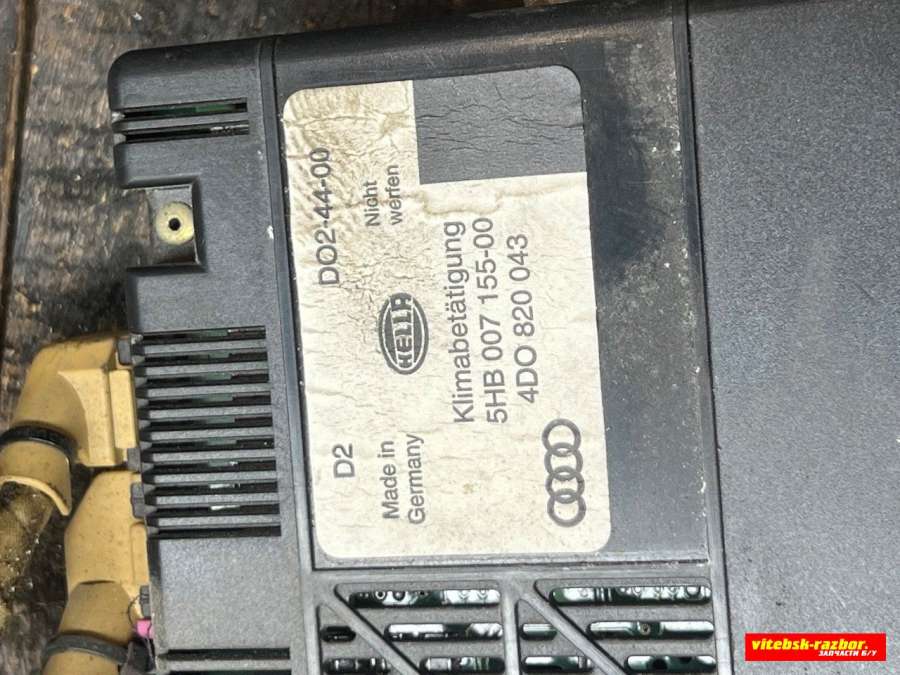 D2
DO2-44-00
Made in
Germany
HELLA
Nicht
werfen
Klimabetätigung
5HB 007 155-00
4DO 820 043
vitebsk-razbor.
ЗАПЧАСТИ Б/У